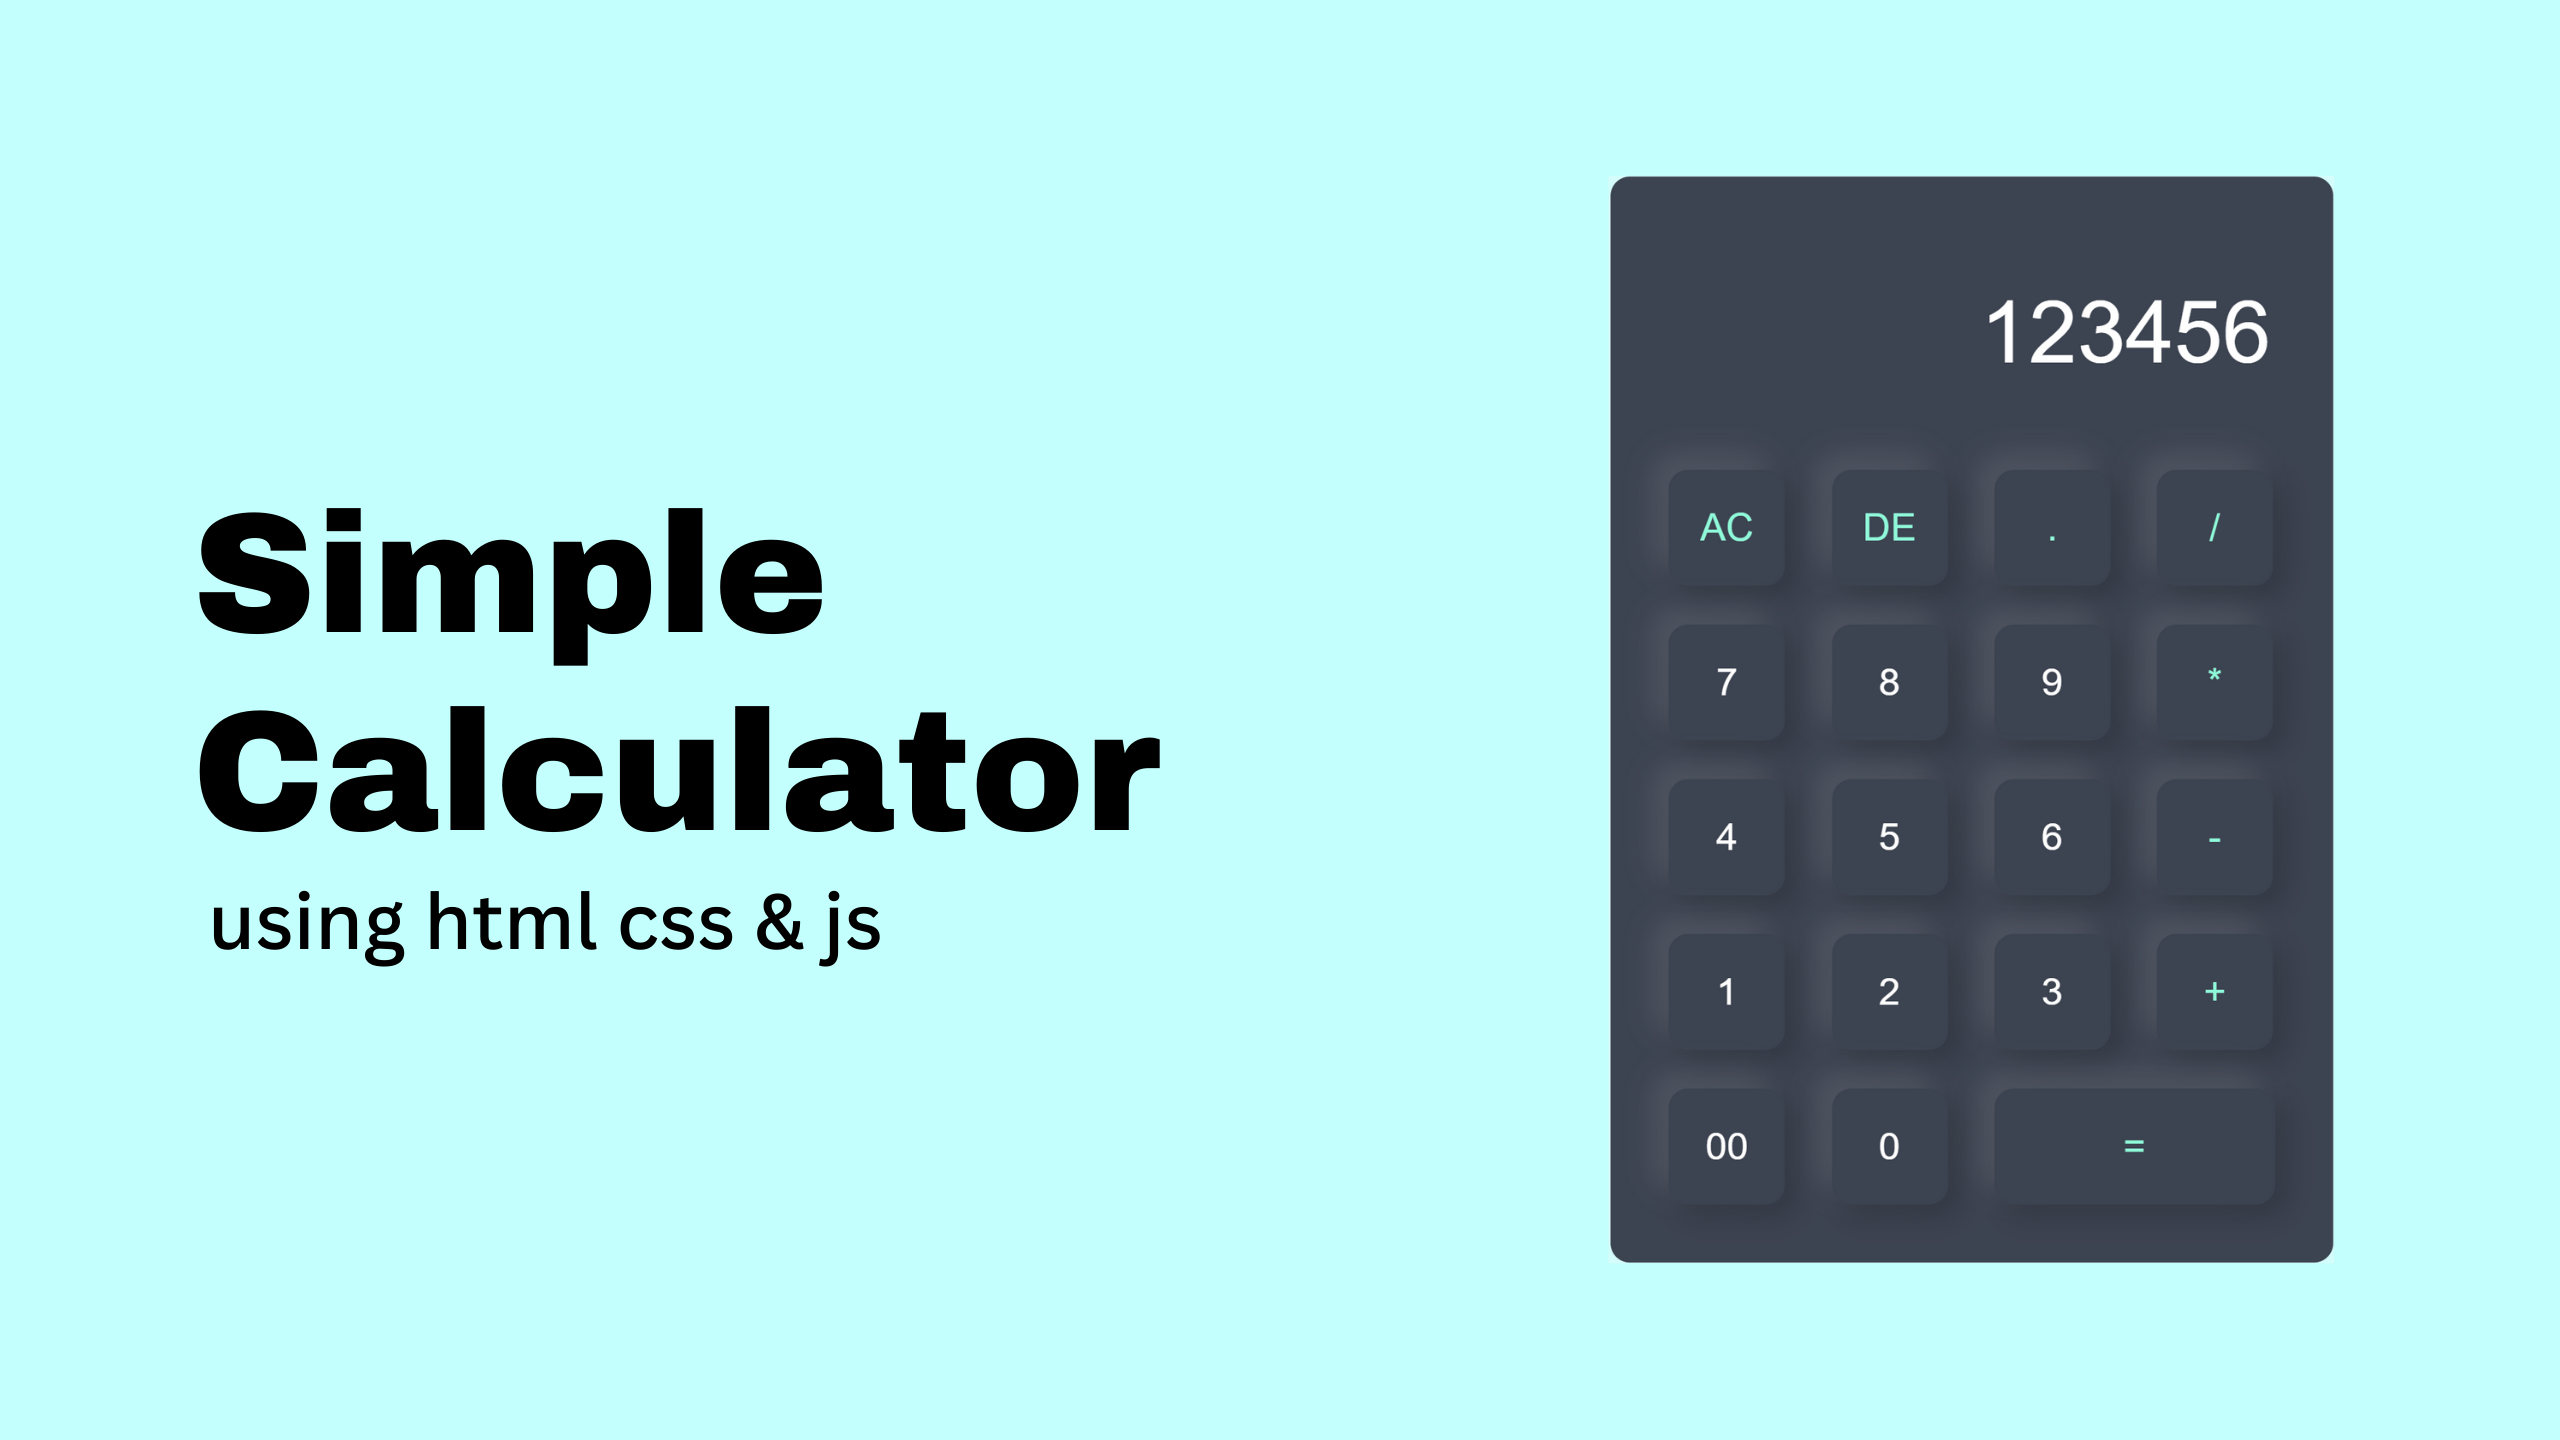 Simple
Calculator
using html css & js
123456
AC DE . /
7 8 9 *
4 5 6 -
1 2 3 +
00 0 =